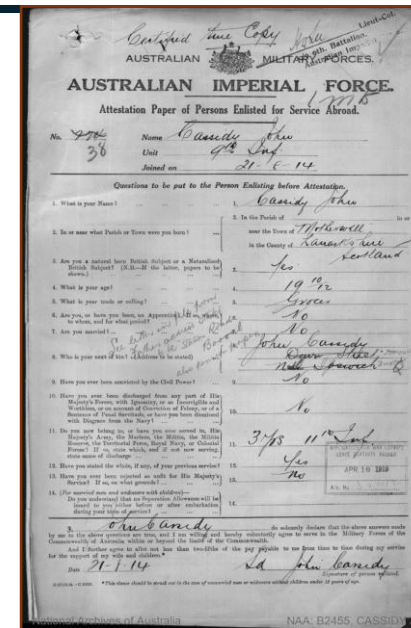 Certified true Copy
Lieut-Col.
9th. Battalion.
Australian
AUSTRALIAN MILITARY FORCES.
AUSTRALIAN IMPERIAL FORCE.
Attestation Paper of Persons Enlisted for Service Abroad.
No. 38 Name Cassidy John
Unit 9th Inf
Joined on 21-8-14
Questions to be put to the Person Enlisting before Attestation.
1. What is your Name? 1. Cassidy John
2. In or near what Parish or Town were you born? 2. In the Parish of in or
near the Town of Motherwell
in the County of Lanarkshire
Scotland
3. Are you a natural born British Subject or a Naturalised
British Subject? (N.B.—If the latter, papers to be
shown.) 3. Yes
4. What is your age? 4. 19 10/12
5. What is your trade or calling? 5. Grocer
6. Are you, or have you been, an Apprentice? If so, where,
to whom, and for what period? 6. No
7. Are you married? 7. No
8. Who is your next of kin? (Address to be stated) 8. John Cassidy
Ipswich Q
9. Have you ever been convicted by the Civil Power? 9. No
10. Have you ever been discharged from any part of His
Majesty's Forces, with Ignominy, or as Incorrigible and
Worthless, or on account of Conviction of Felony, or of a
Sentence of Penal Servitude, or have you been dismissed
with Disgrace from the Navy? 10. No
11. Do you now belong to, or have you ever served in, His
Majesty's Army, the Marines, the Militia, the Militia
Reserve, the Territorial Force, Royal Navy, or Colonial
Forces? If so, state which, and if not now serving,
state cause of discharge 11. 11th Inf
12. Have you stated the whole, if any, of your previous service? 12. Yes
13. Have you ever been rejected as unfit for His Majesty's
Service? If so, on what grounds? 13. No
APR 10
14. (For married men and widowers with children)—
Do you understand that no Separation Allowance will be
issued to you either before or after embarkation
during your term of service? 14.
I, John Cassidy do solemnly declare that the above answers made
by me to the above questions are true, and I am willing and hereby voluntarily agree to serve in the Military Forces of the
Commonwealth of Australia within or beyond the limits of the Commonwealth.
And I further agree to allot not less than two-fifths of the pay payable to me from time to time during my service
for the support of my wife and children.*
Date 21-8-14 Sd John Cassidy
Signature of person enlisted.
*This clause should be struck out in the case of unmarried men or widowers without children under 18 years of age.
National Archives of Australia NAA: B2455, CASSIDY